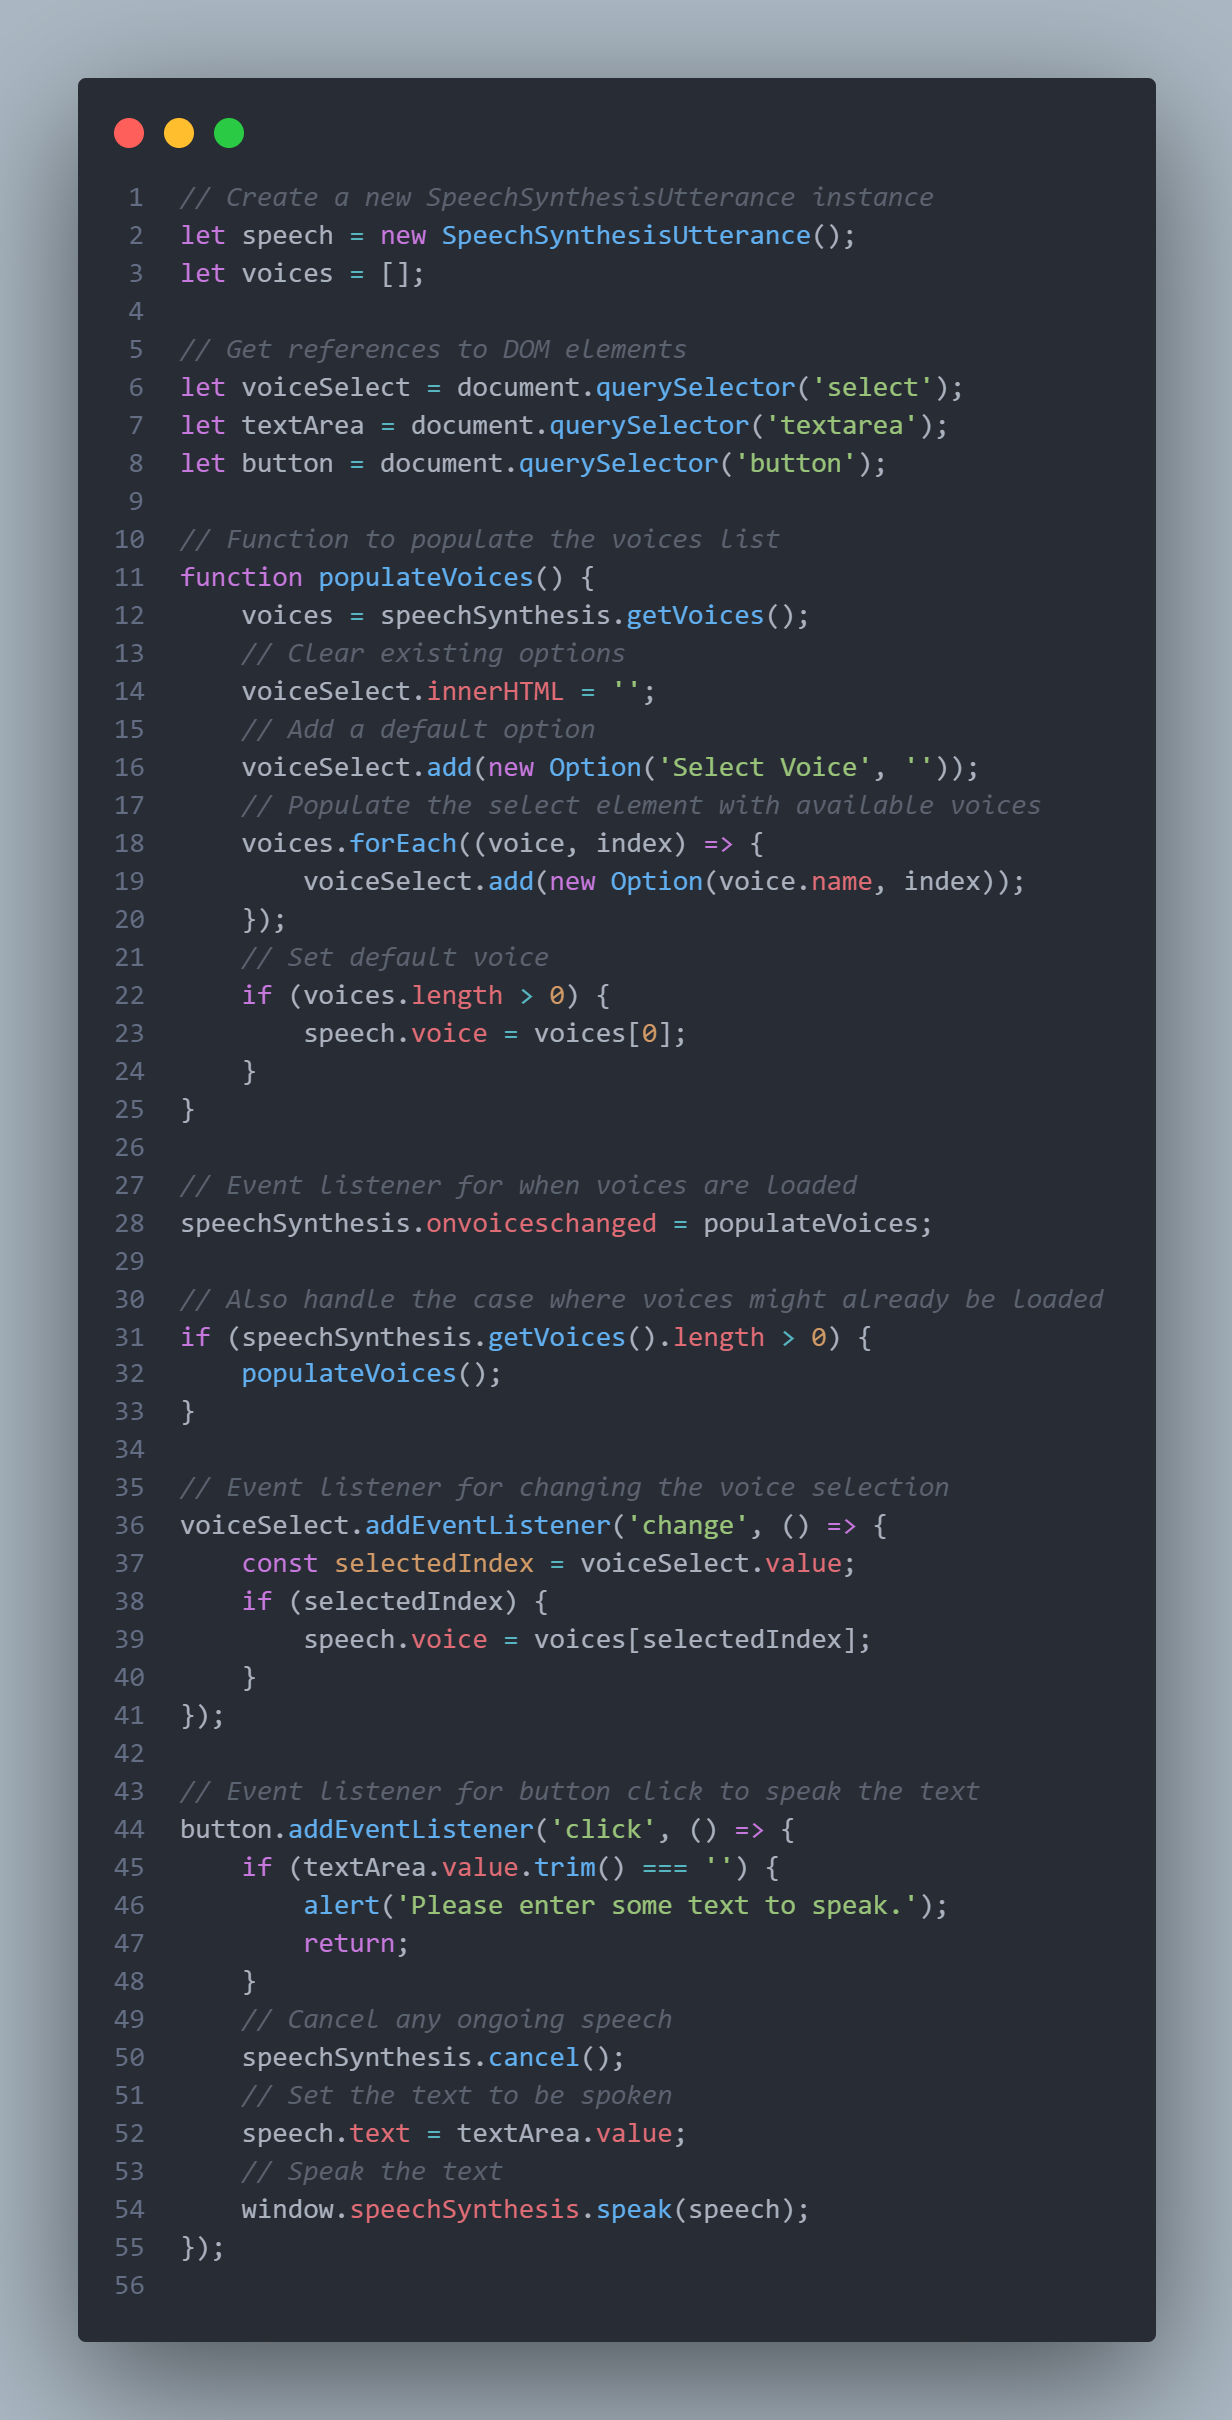 1 // Create a new SpeechSynthesisUtterance instance
2 let speech = new SpeechSynthesisUtterance();
3 let voices = [];
4
5 // Get references to DOM elements
6 let voiceSelect = document.querySelector('select');
7 let textArea = document.querySelector('textarea');
8 let button = document.querySelector('button');
9
10 // Function to populate the voices list
11 function populateVoices() {
12     voices = speechSynthesis.getVoices();
13     // Clear existing options
14     voiceSelect.innerHTML = '';
15     // Add a default option
16     voiceSelect.add(new Option('Select Voice', ''));
17     // Populate the select element with available voices
18     voices.forEach((voice, index) => {
19         voiceSelect.add(new Option(voice.name, index));
20     });
21     // Set default voice
22     if (voices.length > 0) {
23         speech.voice = voices[0];
24     }
25 }
26
27 // Event listener for when voices are loaded
28 speechSynthesis.onvoiceschanged = populateVoices;
29
30 // Also handle the case where voices might already be loaded
31 if (speechSynthesis.getVoices().length > 0) {
32     populateVoices();
33 }
34
35 // Event listener for changing the voice selection
36 voiceSelect.addEventListener('change', () => {
37     const selectedIndex = voiceSelect.value;
38     if (selectedIndex) {
39         speech.voice = voices[selectedIndex];
40     }
41 });
42
43 // Event listener for button click to speak the text
44 button.addEventListener('click', () => {
45     if (textArea.value.trim() === '') {
46         alert('Please enter some text to speak.');
47         return;
48     }
49     // Cancel any ongoing speech
50     speechSynthesis.cancel();
51     // Set the text to be spoken
52     speech.text = textArea.value;
53     // Speak the text
54     window.speechSynthesis.speak(speech);
55 });
56